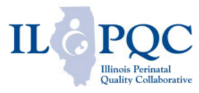 IL PQC
Illinois Perinatal
Quality Collaborative